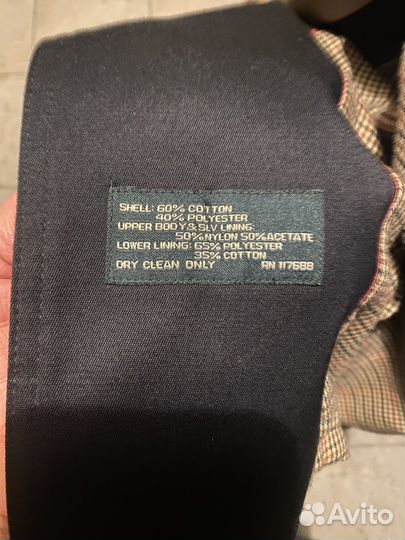 SHELL: 60% COTTON
40% POLYESTER
UPPER BODY & SLV LINING:
50% NYLON 50% ACETATE
LOWER LINING: 65% POLYESTER
35% COTTON
DRY CLEAN ONLY RN 117688
Avito